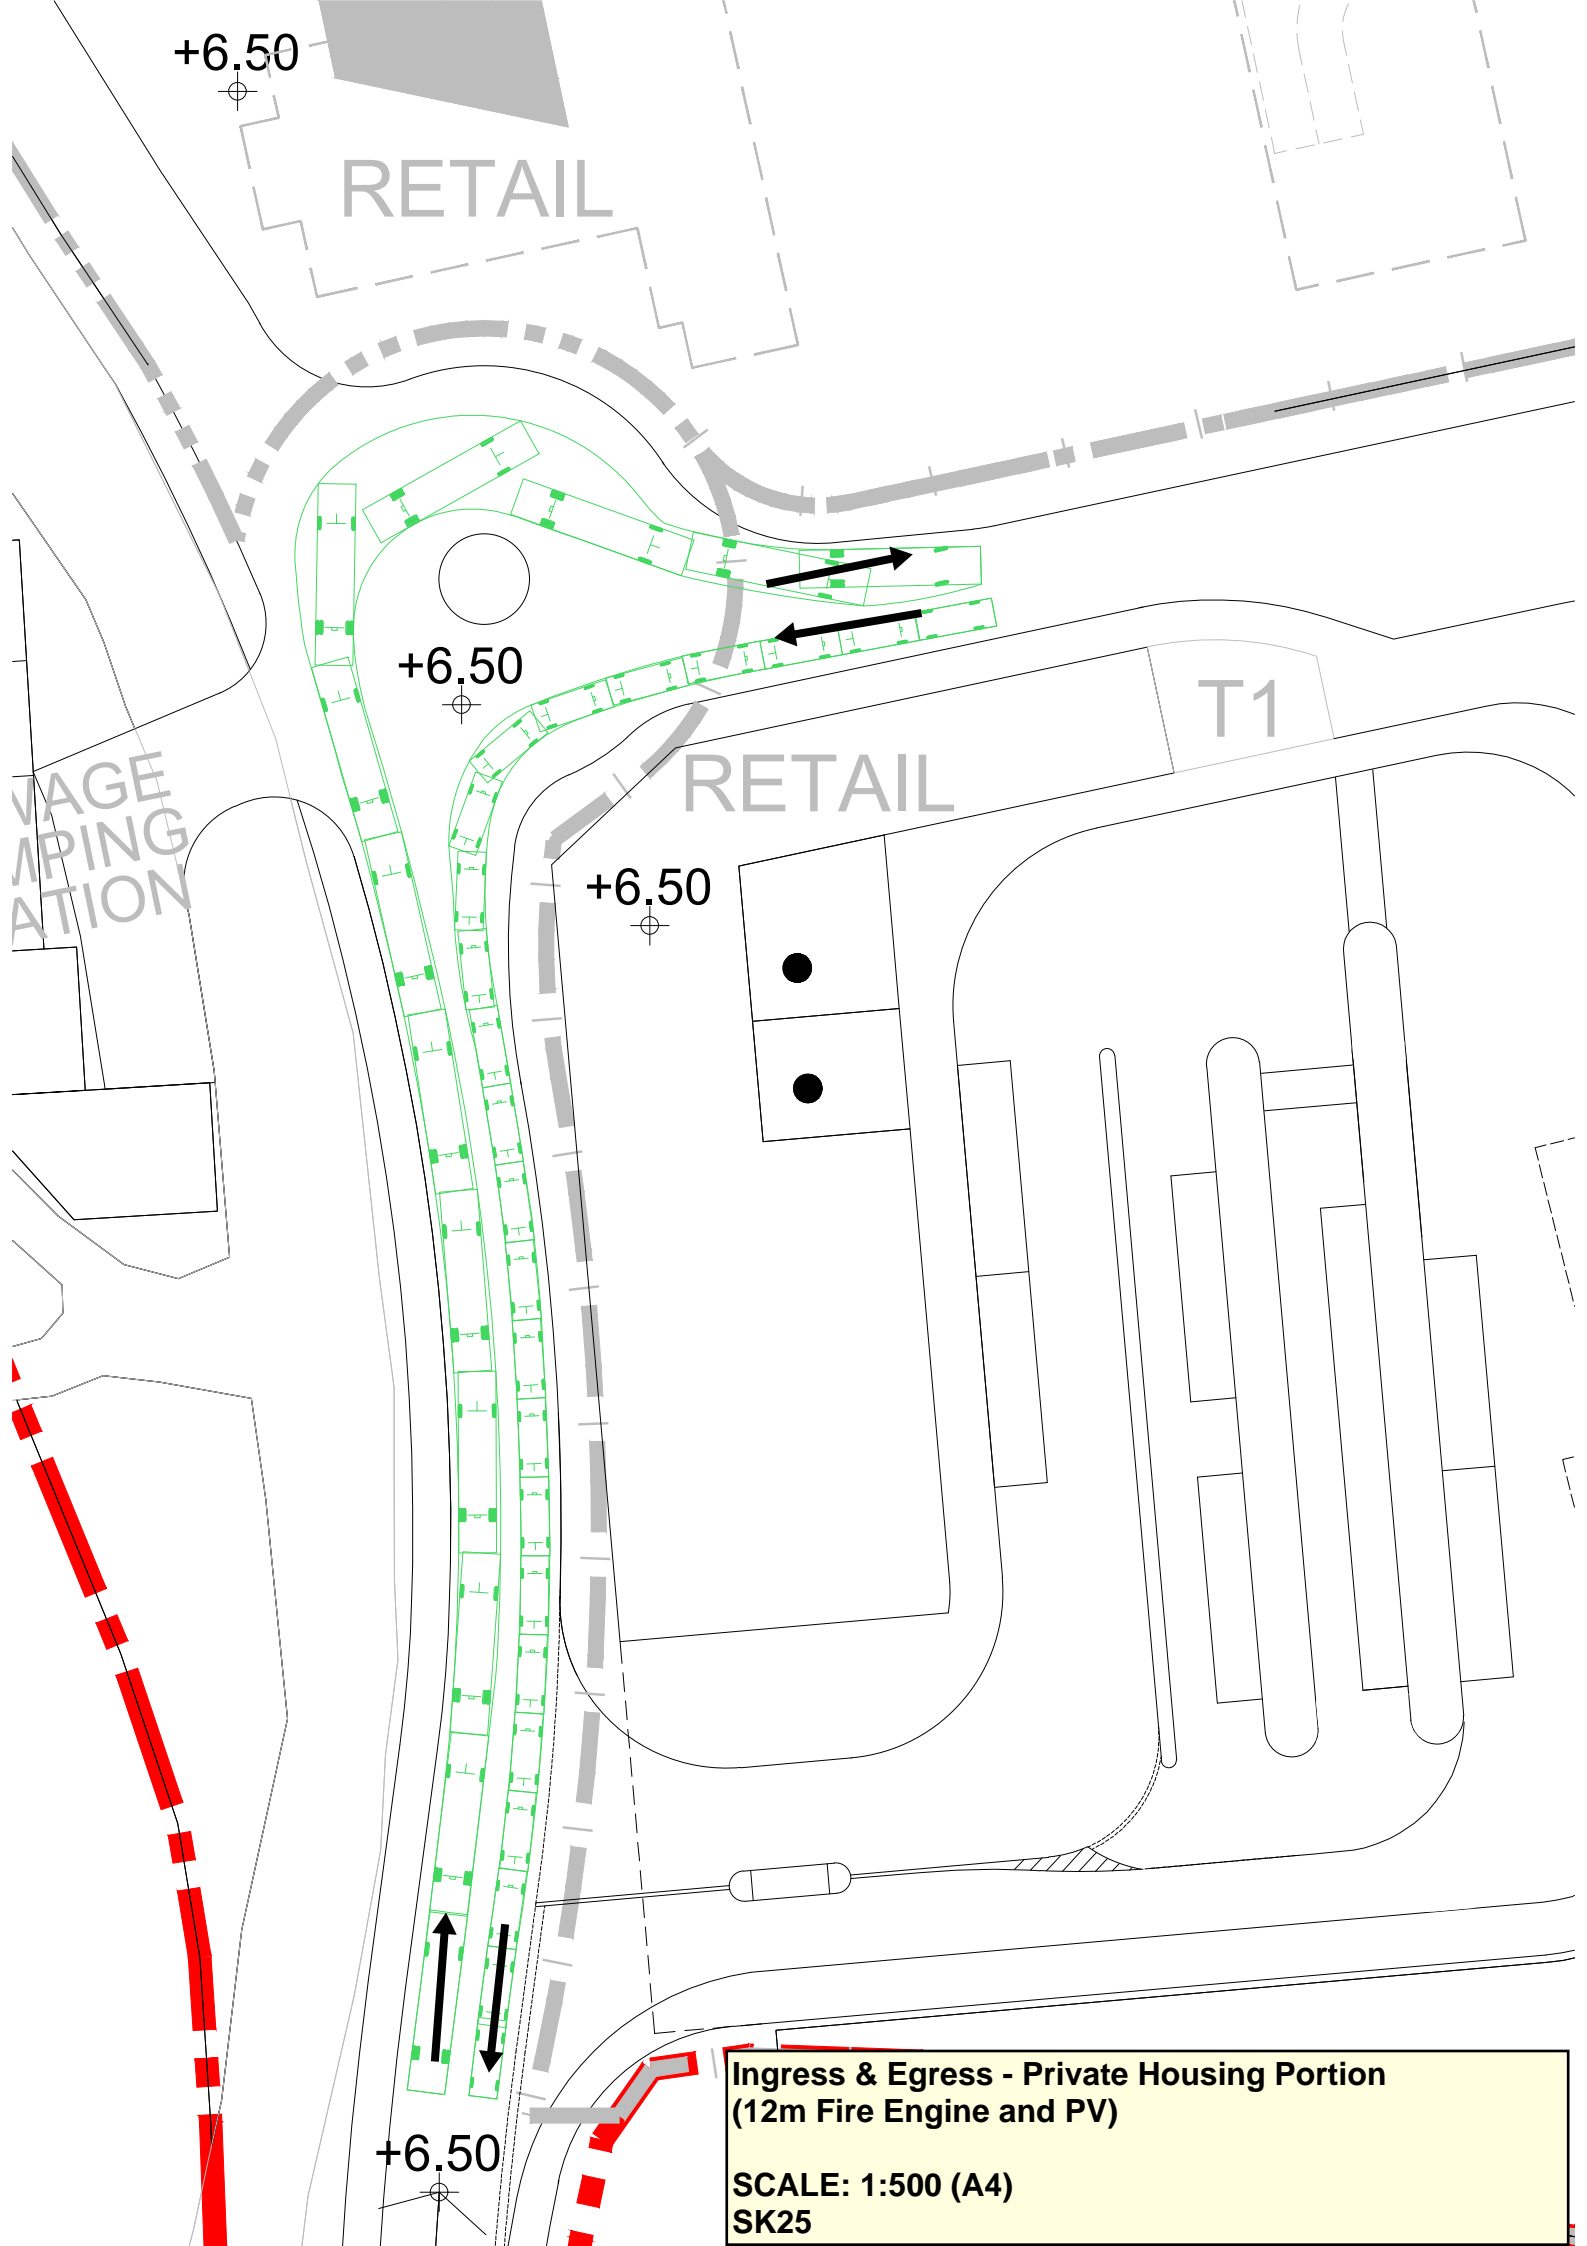 +6.50
RETAIL
+6.50
T1
RETAIL
+6.50
ATION
+6.50
Ingress & Egress - Private Housing Portion
(12m Fire Engine and PV)
SCALE: 1:500 (A4)
SK25